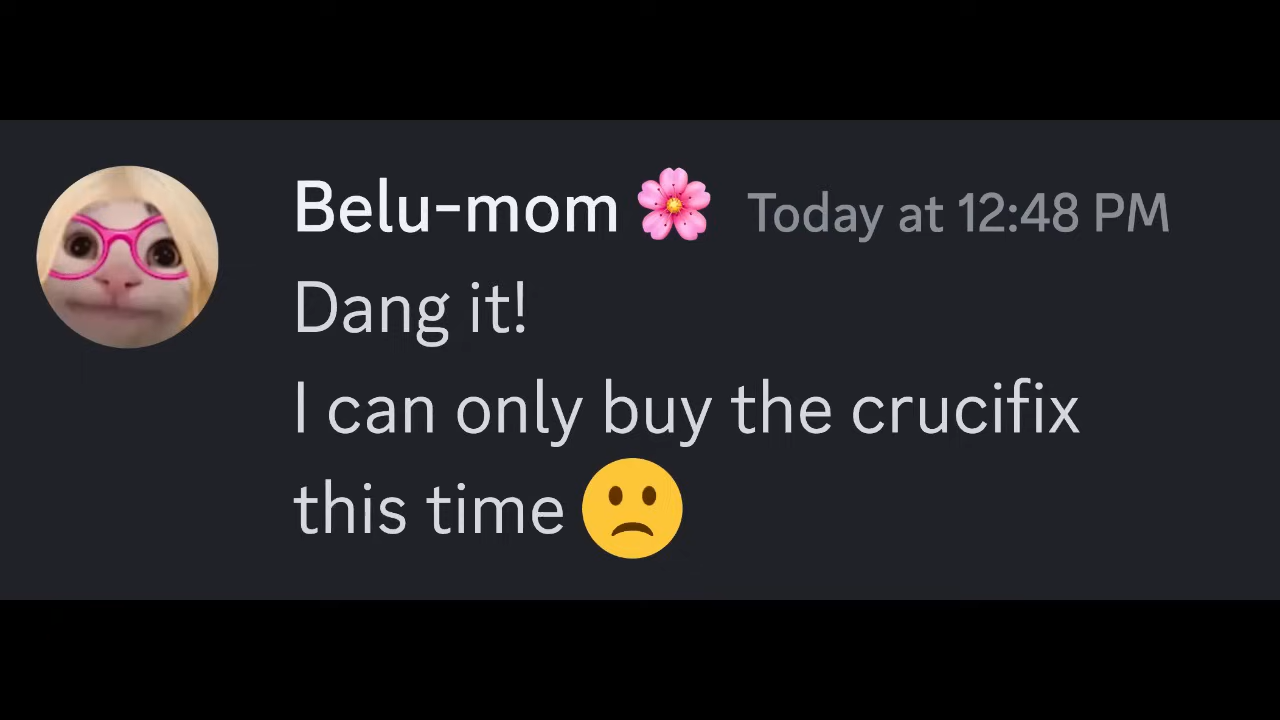 Belu-mom🌸 Today at 12:48 PM
Dang it!
I can only buy the crucifix
this time 🙁